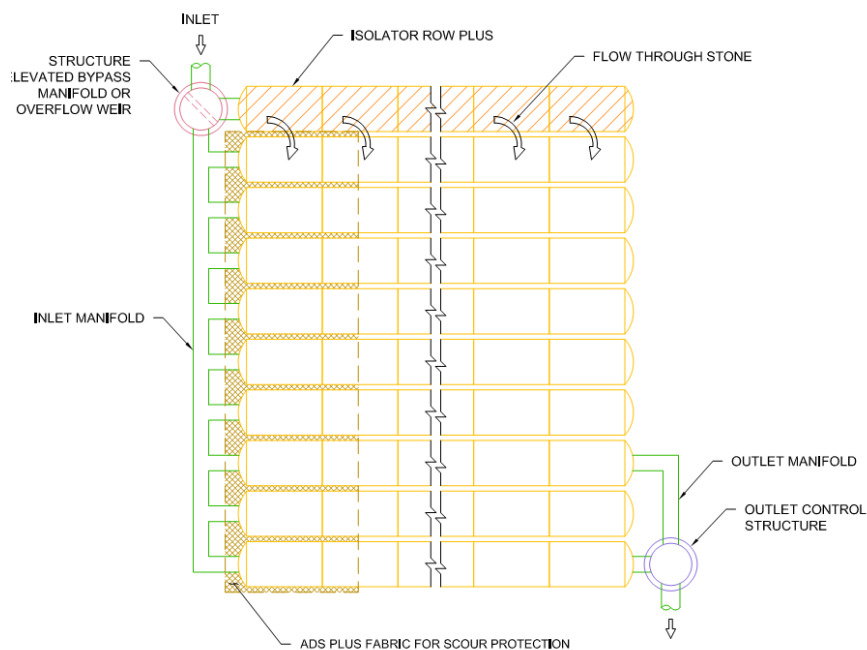 INLET
ISOLATOR ROW PLUS
STRUCTURE
ELEVATED BYPASS
MANIFOLD OR
OVERFLOW WEIR
FLOW THROUGH STONE
INLET MANIFOLD
OUTLET MANIFOLD
OUTLET CONTROL
STRUCTURE
ADS PLUS FABRIC FOR SCOUR PROTECTION